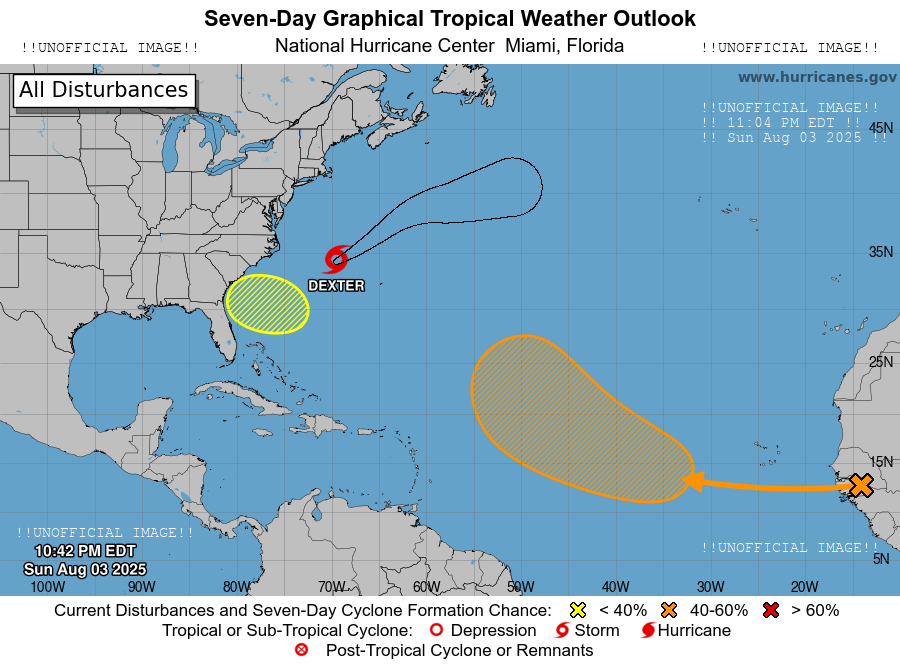 Seven-Day Graphical Tropical Weather Outlook
!!UNOFFICIAL IMAGE!! National Hurricane Center Miami, Florida !!UNOFFICIAL IMAGE!!
All Disturbances
www.hurricanes.gov
!!UNOFFICIAL IMAGE!!
!! 11:04 PM EDT !!
!! Sun Aug 03 2025 !!
45N
35N
DEXTER
25N
15N
!!UNOFFICIAL IMAGE!!
10:42 PM EDT
Sun Aug 03 2025
!!UNOFFICIAL IMAGE!!
5N
100W 90W 80W 70W 60W 50W 40W 30W 20W
Current Disturbances and Seven-Day Cyclone Formation Chance: < 40% 40-60% > 60%
Tropical or Sub-Tropical Cyclone: Depression Storm Hurricane
Post-Tropical Cyclone or Remnants